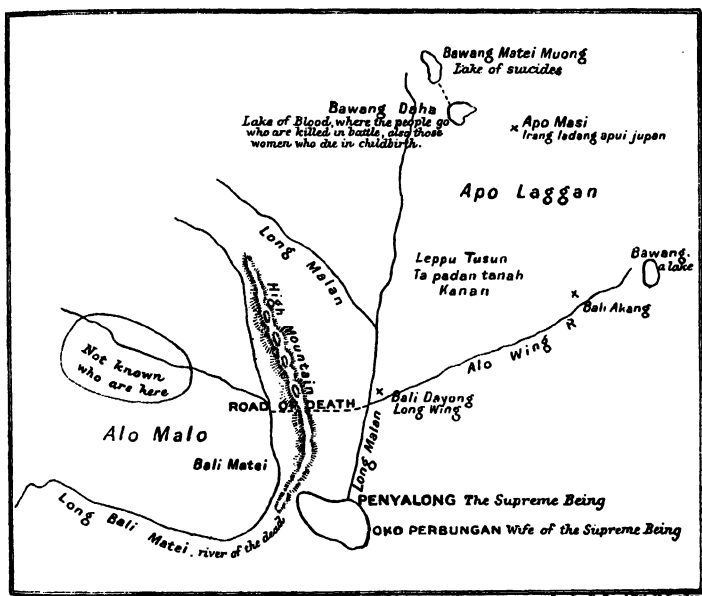 Bawang Matei Muong
Lake of suicides
Bawang Daha
Lake of Blood, where the people go
who are killed in battle, also those
women who die in childbirth.
Apo Masi
Irang ladang apui jupan
Apo Laggan
Long Malan
Leppu Tusun
Ta padan tanah
Kanan
Bawang.
a lake
Bali Akang
High Mountain
Alo Wing R
Not known
who are here
ROAD OF DEATH
Bali Dayong
Long Wing
Alo Malo
Long Malan
Bali Matei
PENYALONG The Supreme Being
Long Bali Matei, river of the dead
OKO PERBUNGAN Wife of the Supreme Being